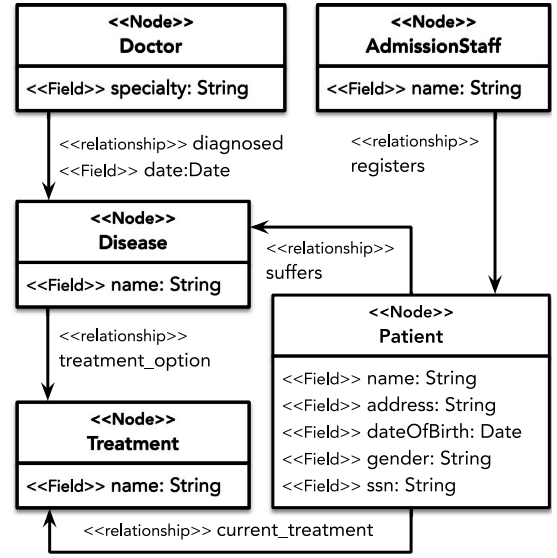 <<Node>>
Doctor
<<Field>> specialty: String
<<Node>>
AdmissionStaff
<<Field>> name: String
<<relationship>> diagnosed
<<Field>> date:Date
<<relationship>>
registers
<<Node>>
Disease
<<Field>> name: String
<<relationship>>
suffers
<<relationship>>
treatment_option
<<Node>>
Patient
<<Field>> name: String
<<Field>> address: String
<<Field>> dateOfBirth: Date
<<Field>> gender: String
<<Field>> ssn: String
<<Node>>
Treatment
<<Field>> name: String
<<relationship>> current_treatment